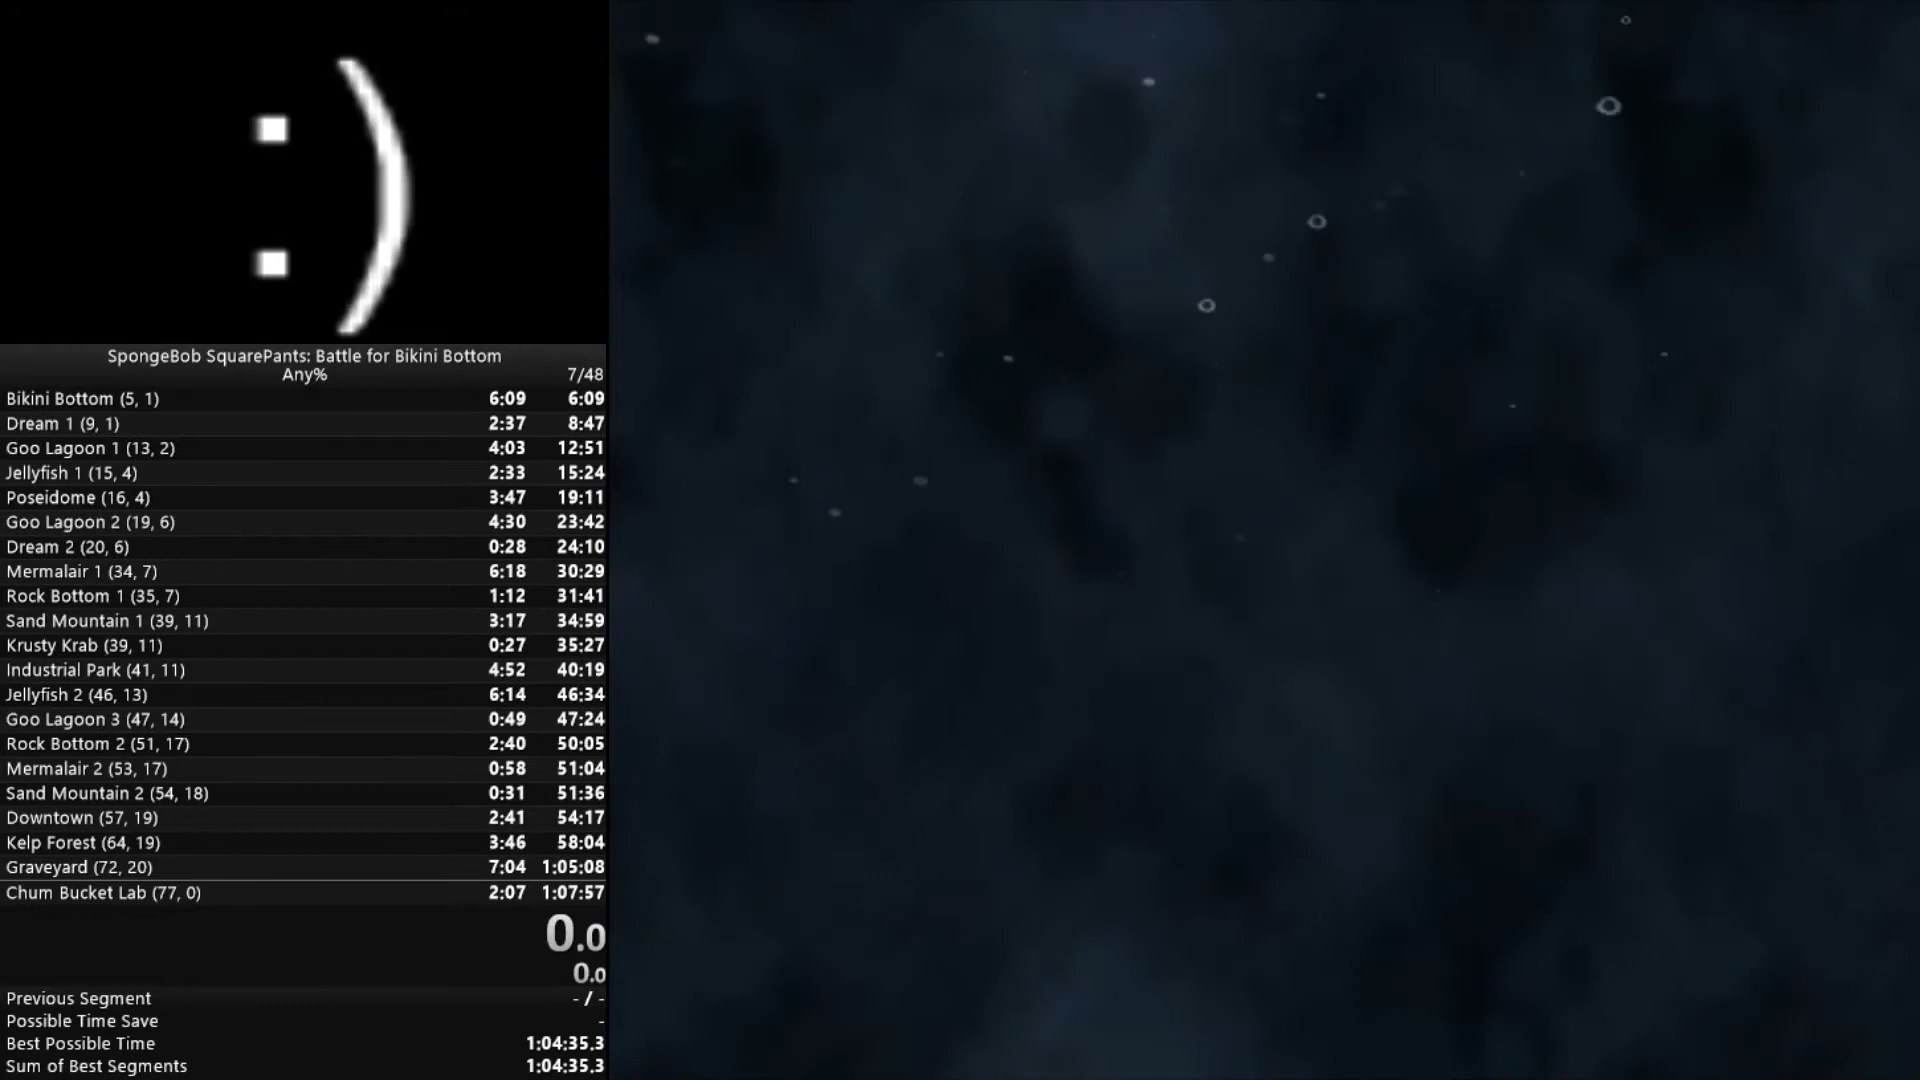 :)
SpongeBob SquarePants: Battle for Bikini Bottom
Any% 7/48
Bikini Bottom (5, 1) 6:09 6:09
Dream 1 (9, 1) 2:37 8:47
Goo Lagoon 1 (13, 2) 4:03 12:51
Jellyfish 1 (15, 4) 2:33 15:24
Poseidome (16, 4) 3:47 19:11
Goo Lagoon 2 (19, 6) 4:30 23:42
Dream 2 (20, 6) 0:28 24:10
Mermalair 1 (34, 7) 6:18 30:29
Rock Bottom 1 (35, 7) 1:12 31:41
Sand Mountain 1 (39, 11) 3:17 34:59
Krusty Krab (39, 11) 0:27 35:27
Industrial Park (41, 11) 4:52 40:19
Jellyfish 2 (46, 13) 6:14 46:34
Goo Lagoon 3 (47, 14) 0:49 47:24
Rock Bottom 2 (51, 17) 2:40 50:05
Mermalair 2 (53, 17) 0:58 51:04
Sand Mountain 2 (54, 18) 0:31 51:36
Downtown (57, 19) 2:41 54:17
Kelp Forest (64, 19) 3:46 58:04
Graveyard (72, 20) 7:04 1:05:08
Chum Bucket Lab (77, 0) 2:07 1:07:57
0.0
0.0
Previous Segment - / -
Possible Time Save -
Best Possible Time 1:04:35.3
Sum of Best Segments 1:04:35.3